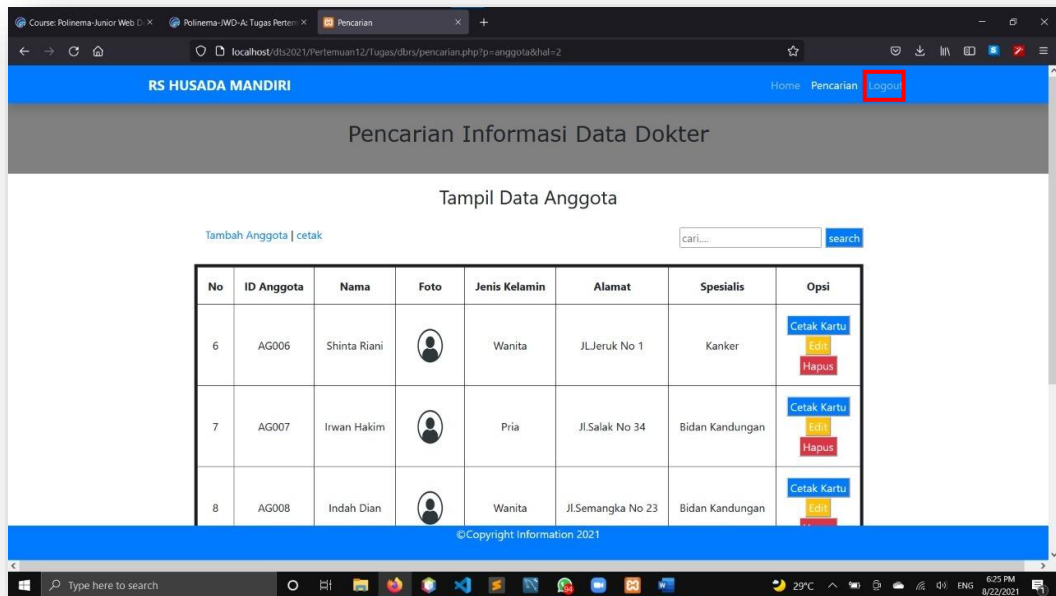 Course: Polinema-Junior Web D
Polinema-JWD-A: Tugas Pertem
Pencarian
localhost/dts2021/Pertemuan12/Tugas/dbrs/pencarian.php?p=anggota&hal=2
RS HUSADA MANDIRI
Home Pencarian Logout
Pencarian Informasi Data Dokter
Tampil Data Anggota
Tambah Anggota | cetak
cari....
search
No ID Anggota Nama Foto Jenis Kelamin Alamat Spesialis Opsi
6 AG006 Shinta Riani Wanita JL.Jeruk No 1 Kanker
Cetak Kartu
Edit
Hapus
7 AG007 Irwan Hakim Pria Jl.Salak No 34 Bidan Kandungan
Cetak Kartu
Edit
Hapus
8 AG008 Indah Dian Wanita Jl.Semangka No 23 Bidan Kandungan
Cetak Kartu
Edit
©Copyright Information 2021
Type here to search
29°C
ENG
6:25 PM
8/22/2021